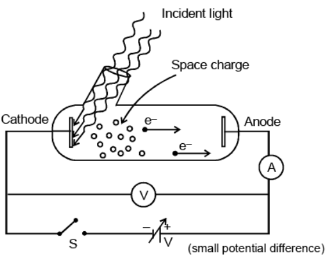 Incident light
Space charge
Cathode
e⁻
Anode
e⁻
A
V
S
− +
V
(small potential difference)